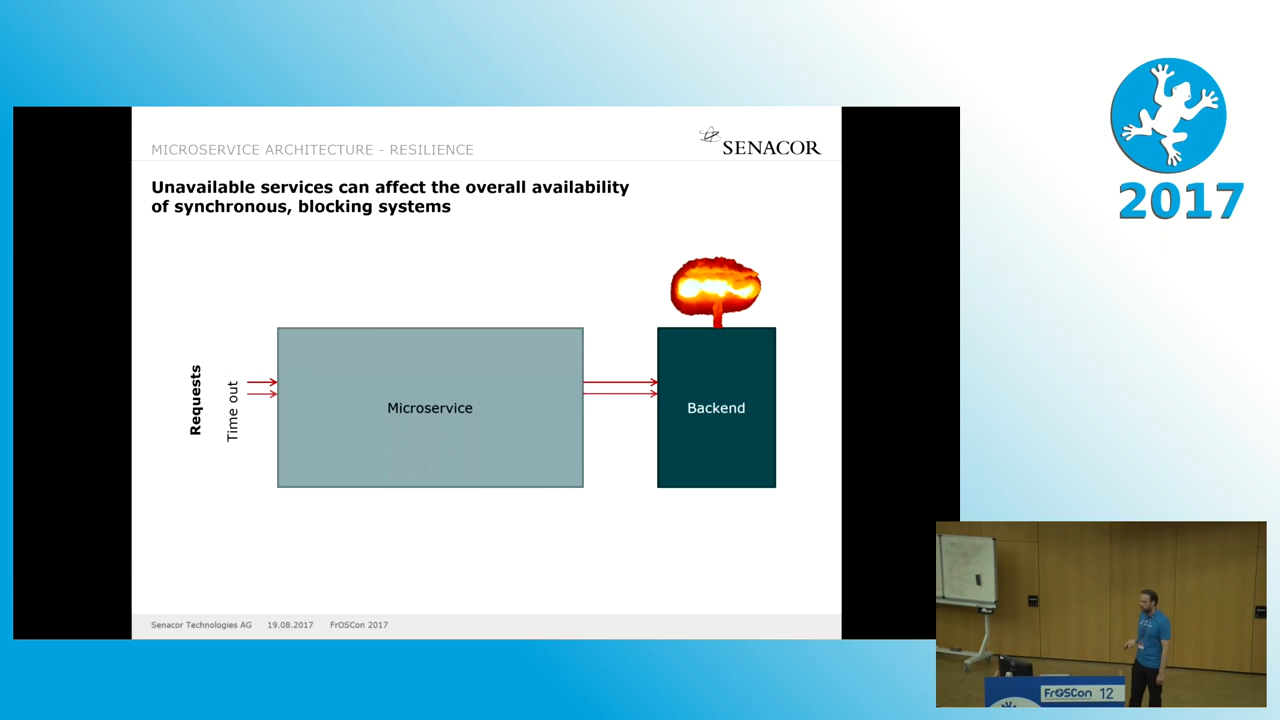 MICROSERVICE ARCHITECTURE - RESILIENCE
SENACOR
Unavailable services can affect the overall availability
of synchronous, blocking systems
Requests
Time out
Microservice
Backend
Senacor Technologies AG 19.08.2017 FrOSCon 2017
2017
FrOSCon 12